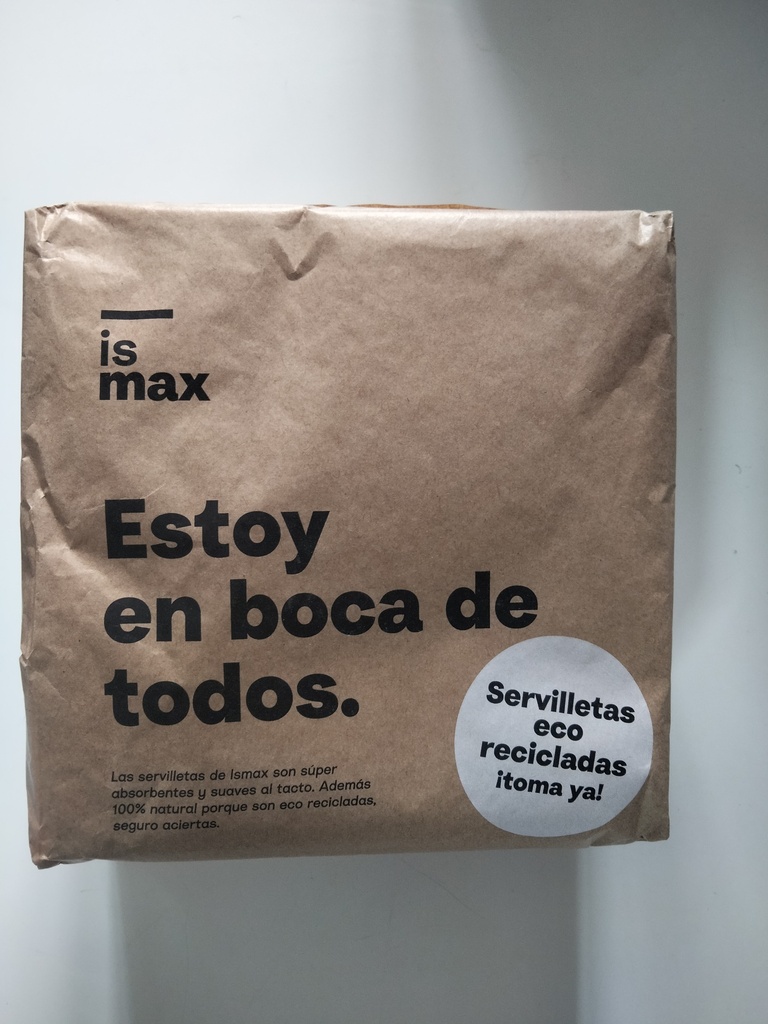 is
max
Estoy
en boca de
todos.
Las servilletas de Ismax son súper
absorbentes y suaves al tacto. Además
100% natural porque son eco recicladas,
seguro aciertas.
Servilletas
eco
recicladas
¡toma ya!